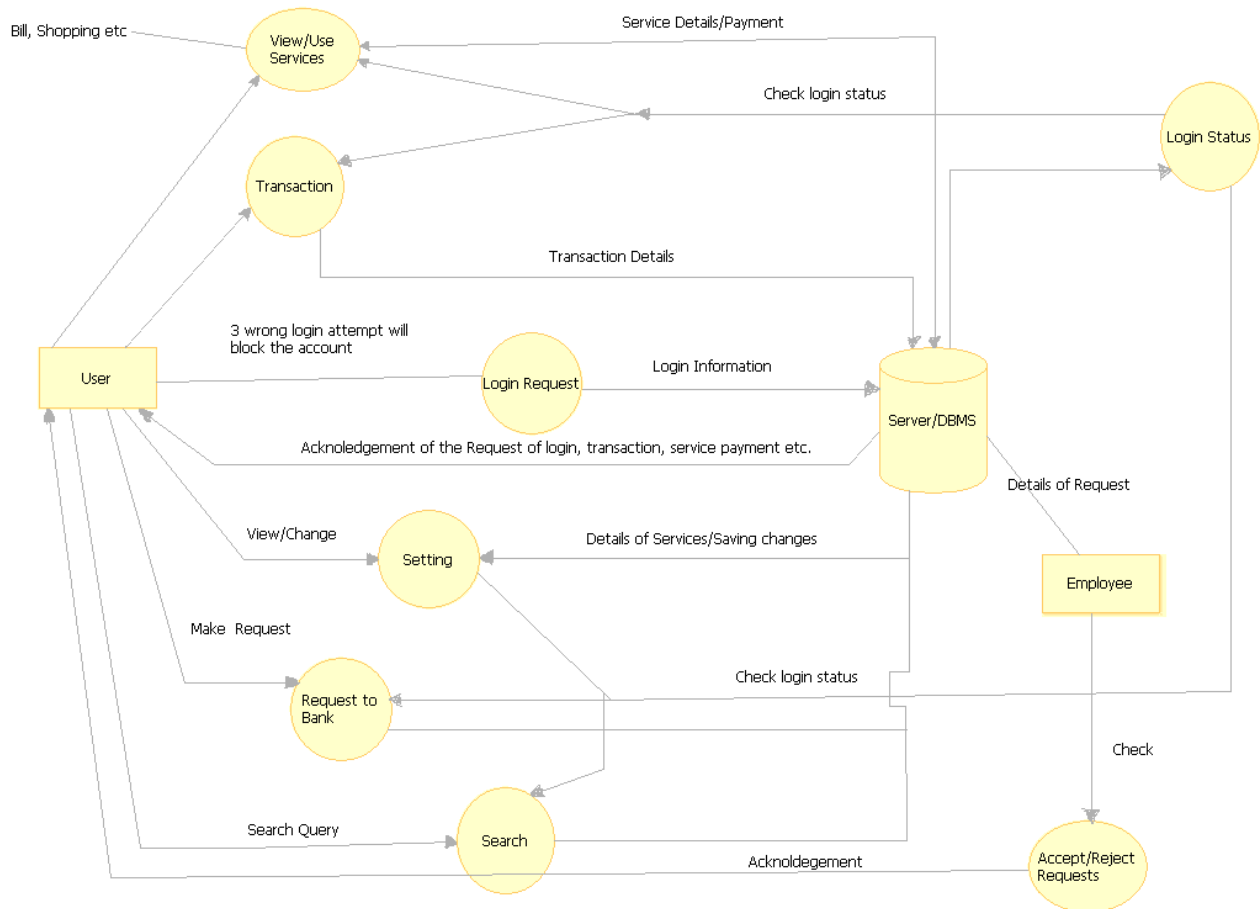 Service Details/Payment
Bill, Shopping etc
View/Use
Services
Check login status
Login Status
Transaction
Transaction Details
3 wrong login attempt will
block the account
User
Login Request
Login Information
Server/DBMS
Acknoledgement of the Request of login, transaction, service payment etc.
Details of Request
View/Change
Setting
Details of Services/Saving changes
Employee
Make Request
Check login status
Request to
Bank
Check
Search Query
Search
Acknoldegement
Accept/Reject
Requests